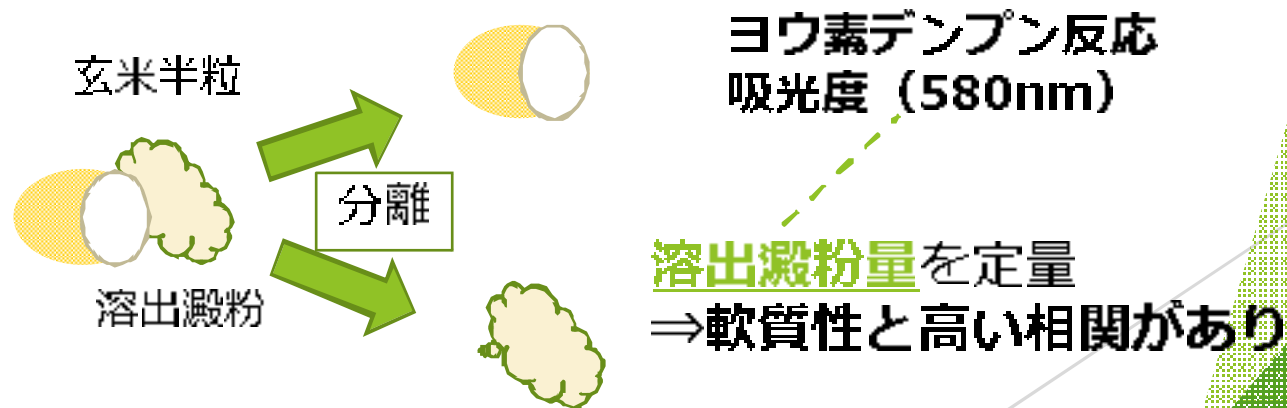 玄米半粒
溶出澱粉
分離
ヨウ素デンプン反応
吸光度（580nm）
溶出澱粉量を定量
⇒軟質性と高い相関があり